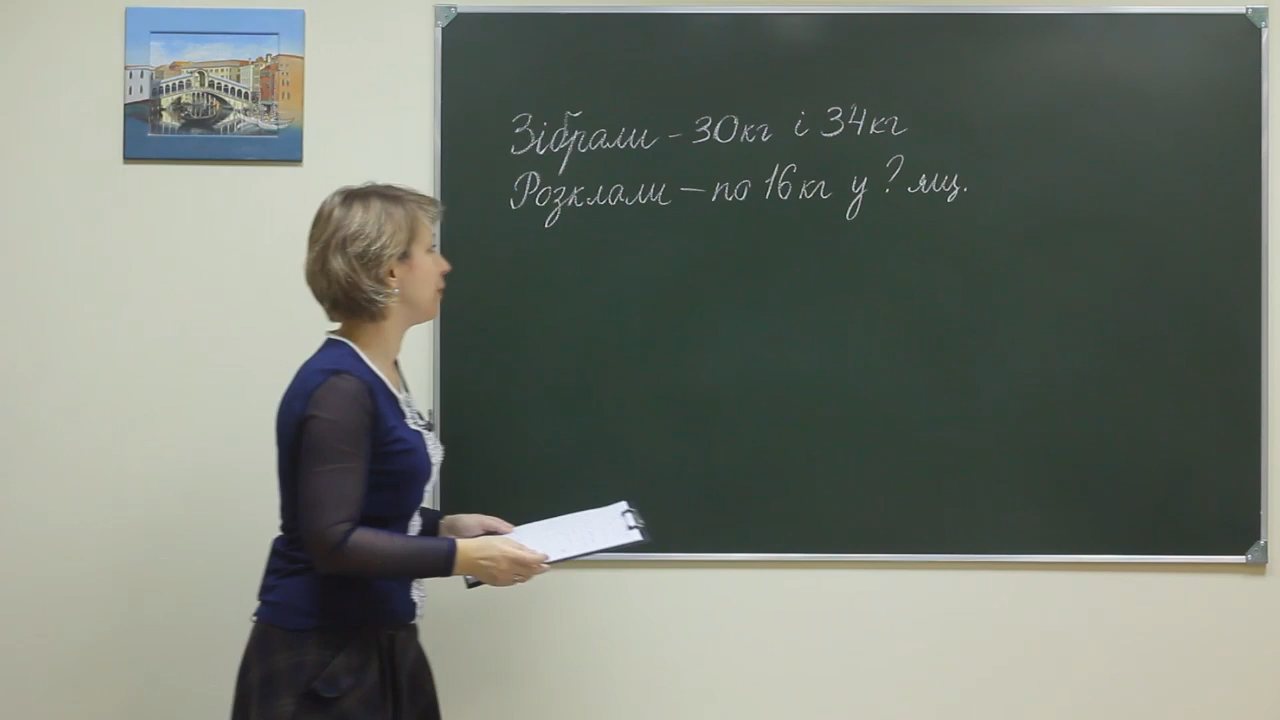 Зібрали – 30кг і 34кг
Розклали – по 16кг у ? ящ.